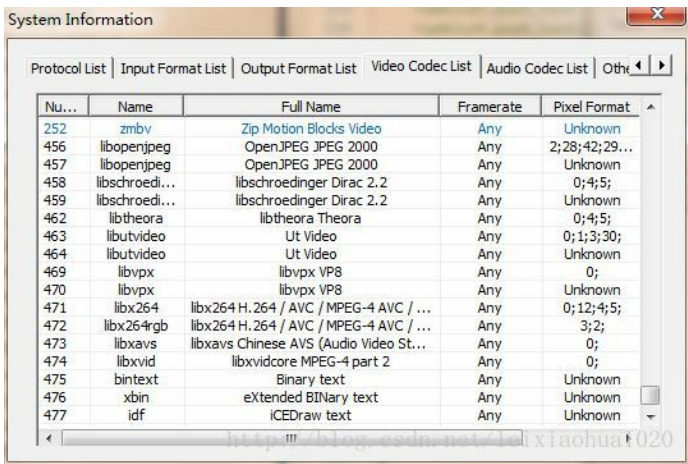 System Information
Protocol List Input Format List Output Format List Video Codec List Audio Codec List Othe
Nu... Name Full Name Framerate Pixel Format
252 zmbv Zip Motion Blocks Video Any Unknown
456 libopenjpeg OpenJPEG JPEG 2000 Any 2;28;42;29...
457 libopenjpeg OpenJPEG JPEG 2000 Any Unknown
458 libschroedi... libschroedinger Dirac 2.2 Any 0;4;5;
459 libschroedi... libschroedinger Dirac 2.2 Any Unknown
462 libtheora libtheora Theora Any 0;4;5;
463 libutvideo Ut Video Any 0;1;3;30;
464 libutvideo Ut Video Any Unknown
469 libvpx libvpx VP8 Any 0;
470 libvpx libvpx VP8 Any Unknown
471 libx264 libx264 H.264 / AVC / MPEG-4 AVC / ... Any 0;12;4;5;
472 libx264rgb libx264 H.264 / AVC / MPEG-4 AVC / ... Any 3;2;
473 libxavs libxavs Chinese AVS (Audio Video St... Any 0;
474 libxvid libxvidcore MPEG-4 part 2 Any 0;
475 bintext Binary text Any Unknown
476 xbin eXtended BINary text Any Unknown
477 idf iCEDraw text Any Unknown
http://blog.csdn.net/leixiaohua1020